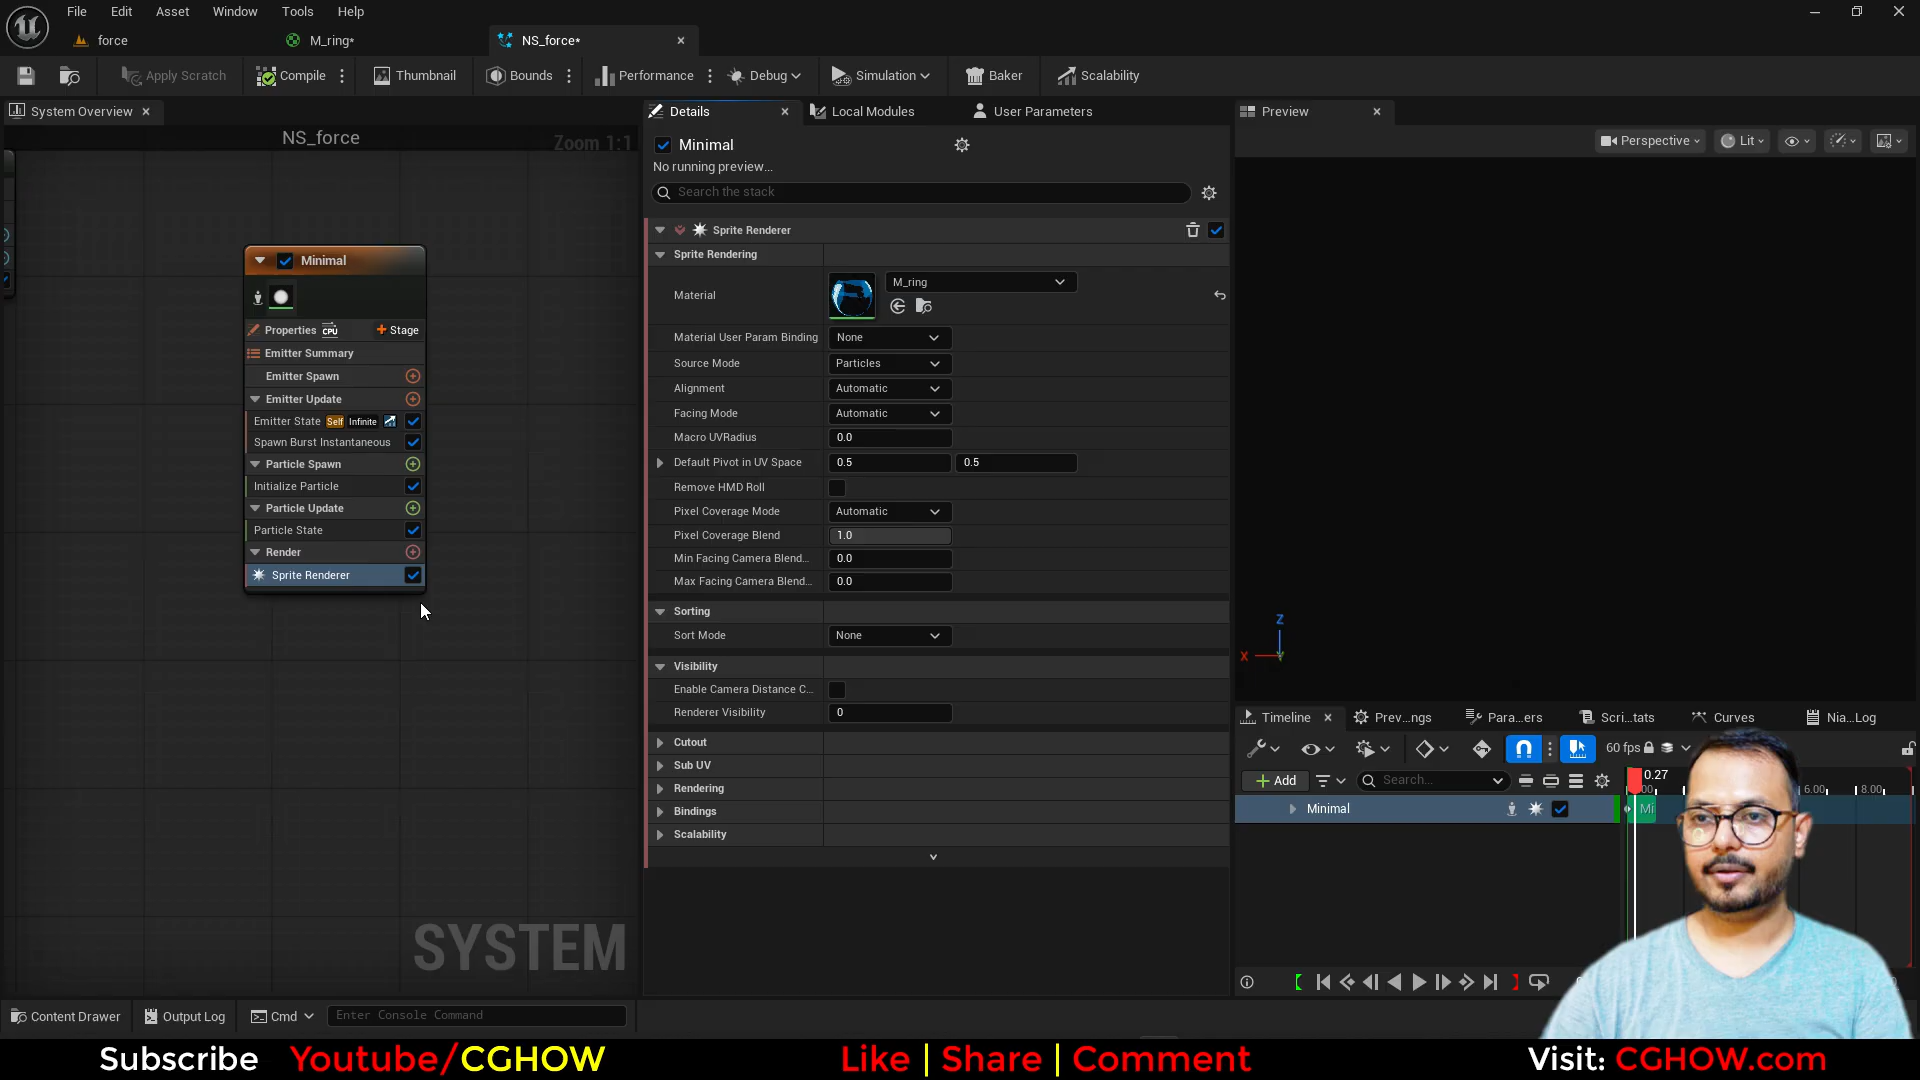 File Edit Asset Window Tools Help
force M_ring* NS_force*
Apply Scratch Compile Thumbnail Bounds Performance Debug Simulation Baker Scalability
System Overview
NS_force
Zoom 1:1
Minimal
Properties CPU Stage
Emitter Summary
Emitter Spawn
Emitter Update
Emitter State Self Infinite
Spawn Burst Instantaneous
Particle Spawn
Initialize Particle
Particle Update
Particle State
Render
Sprite Renderer
SYSTEM
Details Local Modules User Parameters
Minimal
No running preview...
Search the stack
Sprite Renderer
Sprite Rendering
Material M_ring
Material User Param Binding None
Source Mode Particles
Alignment Automatic
Facing Mode Automatic
Macro UVRadius 0.0
Default Pivot in UV Space 0.5 0.5
Remove HMD Roll
Pixel Coverage Mode Automatic
Pixel Coverage Blend 1.0
Min Facing Camera Blend... 0.0
Max Facing Camera Blend... 0.0
Sorting
Sort Mode None
Visibility
Enable Camera Distance C...
Renderer Visibility 0
Cutout
Sub UV
Rendering
Bindings
Scalability
Preview
Perspective Lit
Z
X Y
Timeline Prev...ngs Para...ers Scri...tats Curves Nia...Log
60 fps
Add Search... 0.27
6.00 8.00
Minimal Mi
Content Drawer Output Log Cmd Enter Console Command
Subscribe Youtube/CGHOW Like | Share | Comment Visit: CGHOW.com